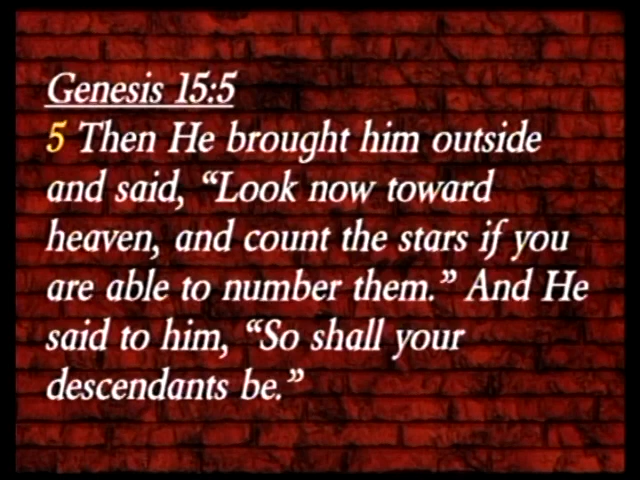 Genesis 15:5
5 Then He brought him outside
and said, “Look now toward
heaven, and count the stars if you
are able to number them.” And He
said to him, “So shall your
descendants be.”